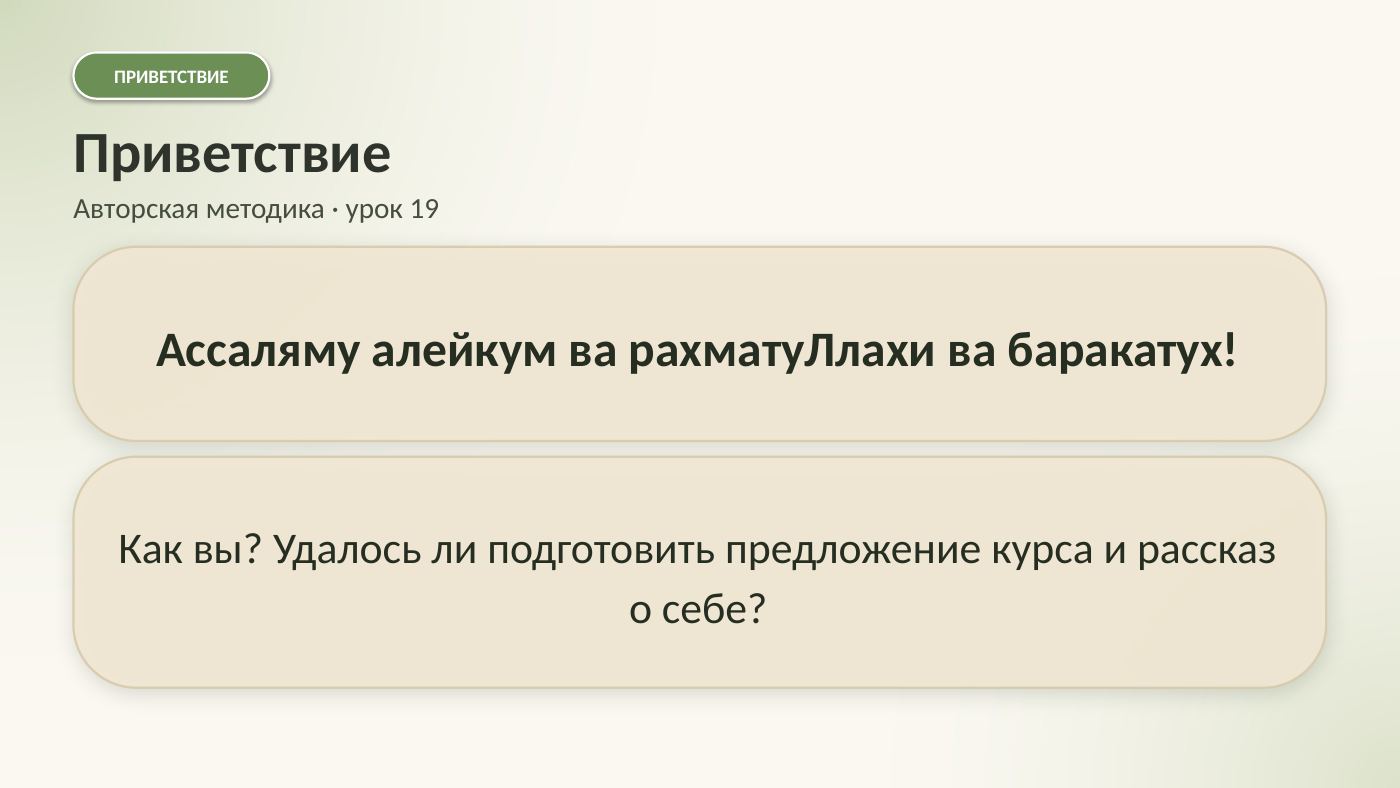 ПРИВЕТСТВИЕ
Приветствие
Авторская методика · урок 19
Ассаляму алейкум ва рахматуЛлахи ва баракатух!
Как вы? Удалось ли подготовить предложение курса и рассказ
о себе?